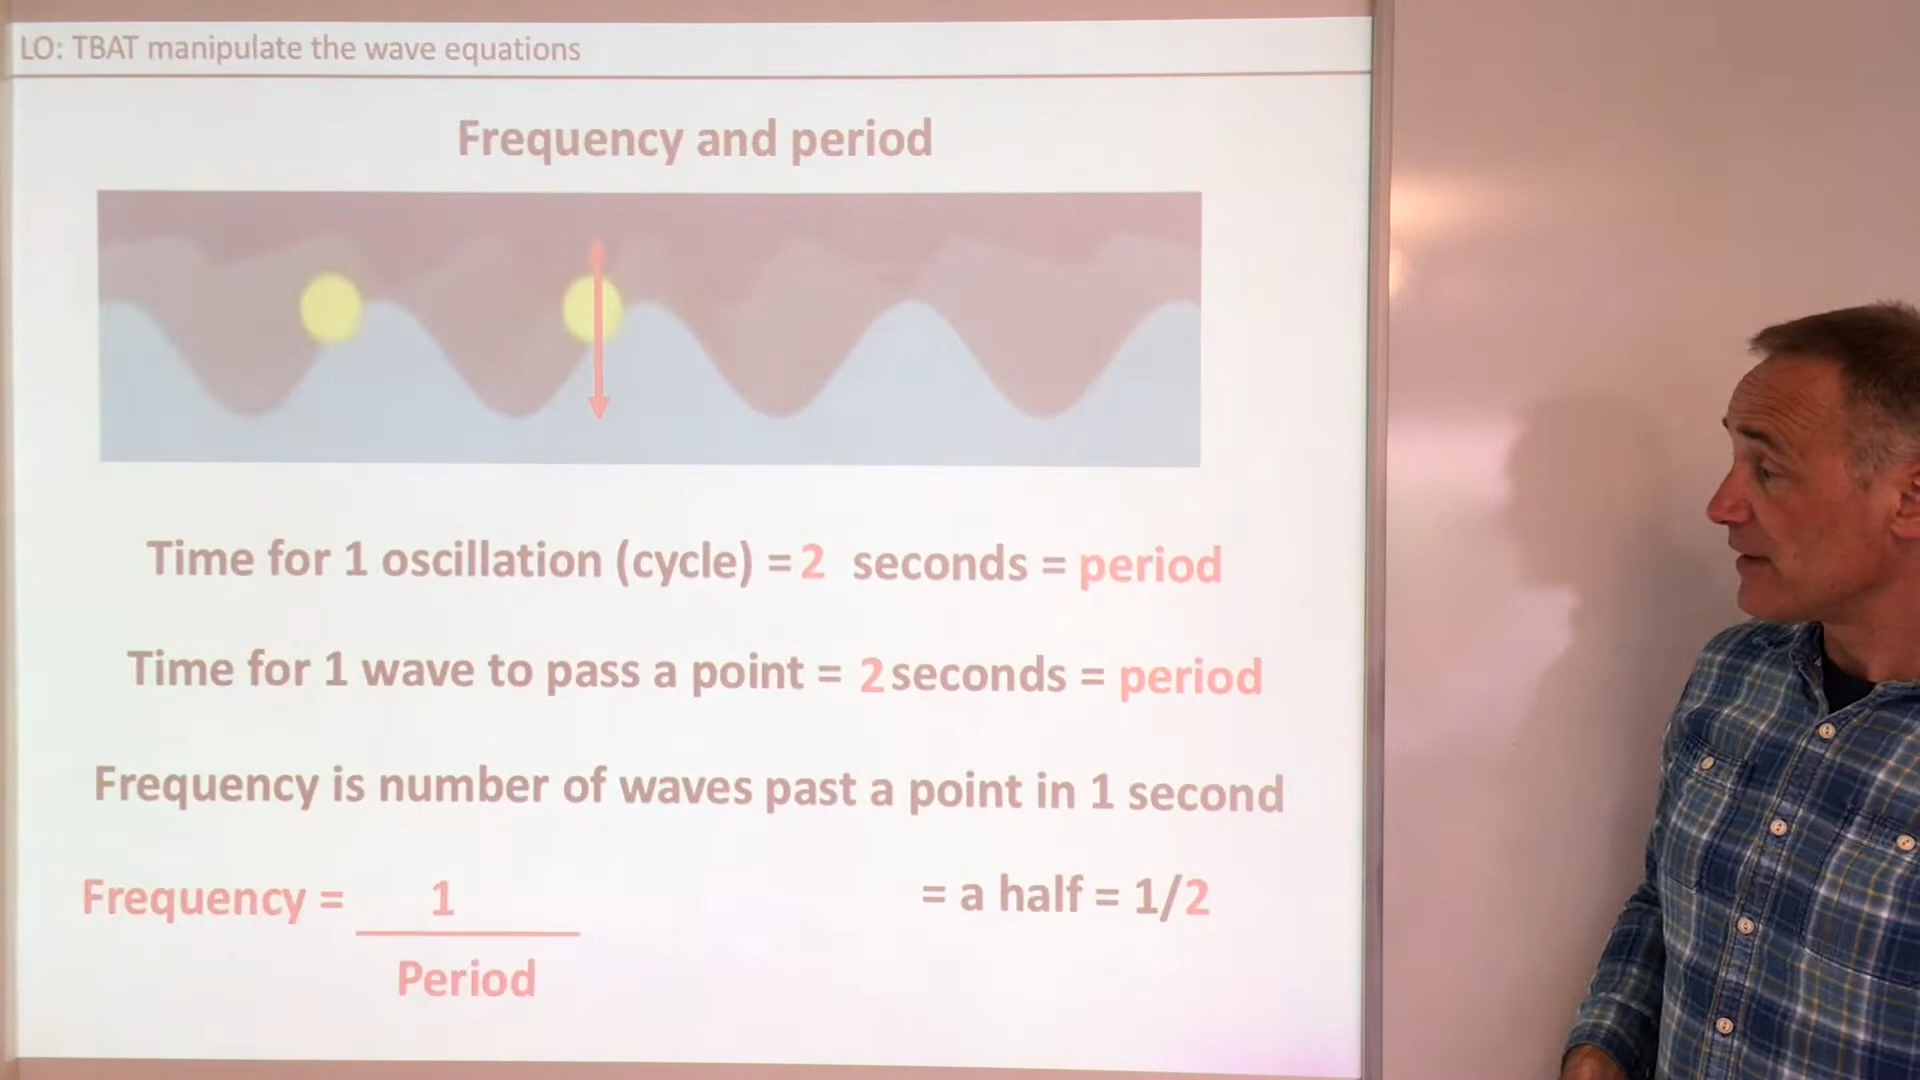 LO: TBAT manipulate the wave equations
Frequency and period
Time for 1 oscillation (cycle) = 2 seconds = period
Time for 1 wave to pass a point = 2 seconds = period
Frequency is number of waves past a point in 1 second
Frequency = 1 = a half = 1/2
Period